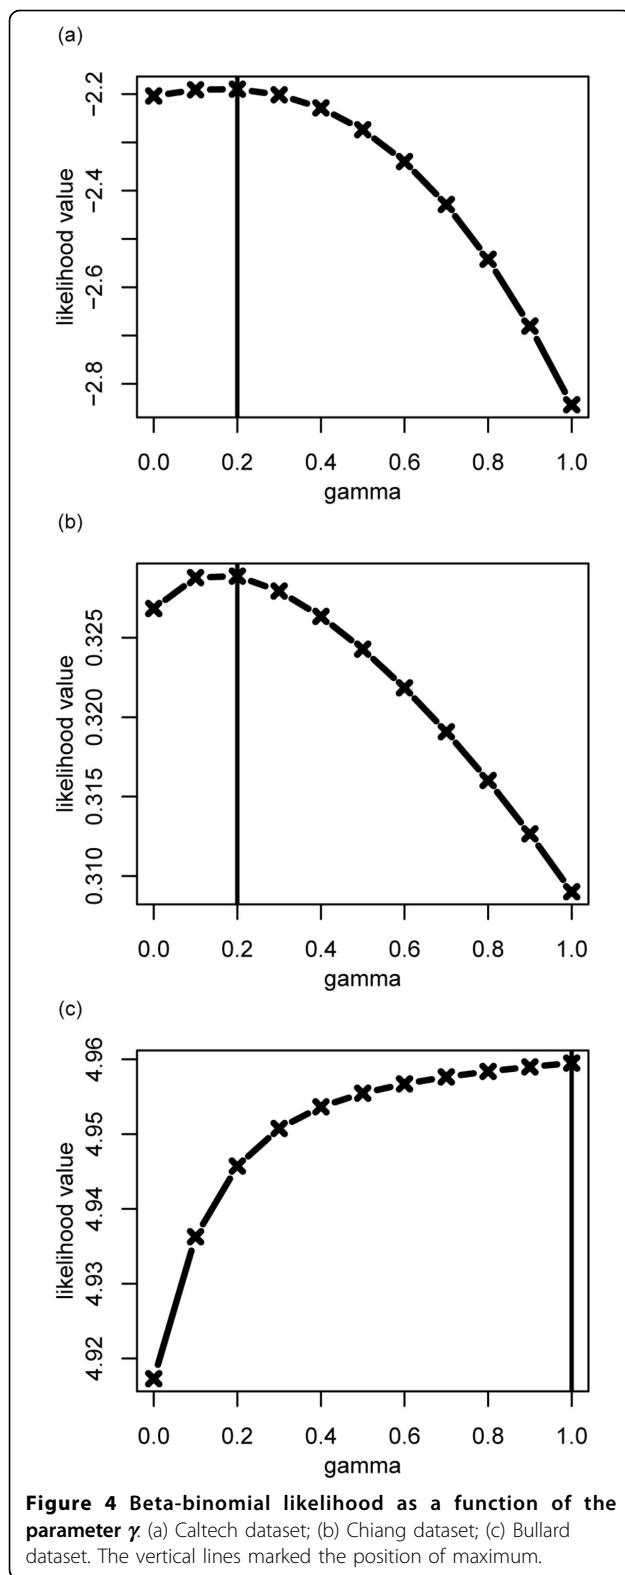 (a)
likelihood value
−2.2
−2.4
−2.6
−2.8
0.0 0.2 0.4 0.6 0.8 1.0
gamma
(b)
likelihood value
0.325
0.320
0.315
0.310
0.0 0.2 0.4 0.6 0.8 1.0
gamma
(c)
likelihood value
4.96
4.95
4.94
4.93
4.92
0.0 0.2 0.4 0.6 0.8 1.0
gamma
Figure 4 Beta-binomial likelihood as a function of the
parameter γ. (a) Caltech dataset; (b) Chiang dataset; (c) Bullard
dataset. The vertical lines marked the position of maximum.